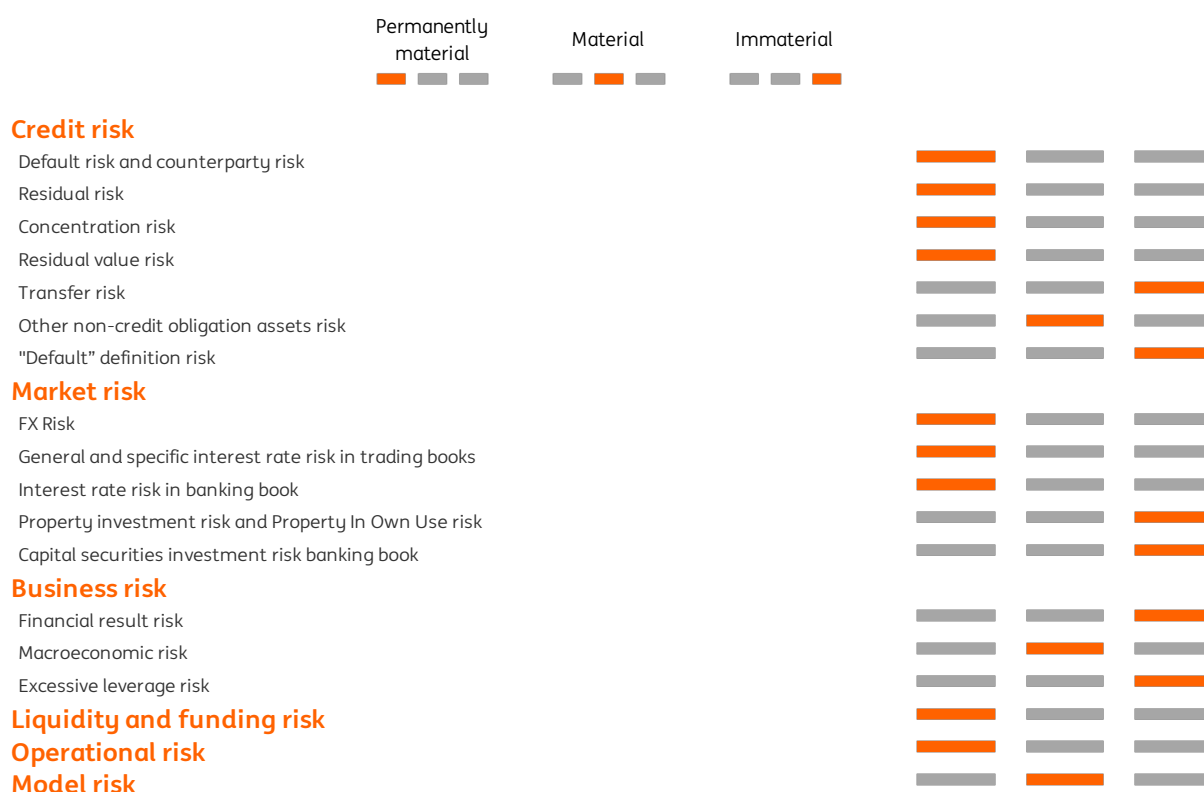 Permanently
material
Material
Immaterial
Credit risk
Default risk and counterparty risk
Residual risk
Concentration risk
Residual value risk
Transfer risk
Other non-credit obligation assets risk
"Default” definition risk
Market risk
FX Risk
General and specific interest rate risk in trading books
Interest rate risk in banking book
Property investment risk and Property In Own Use risk
Capital securities investment risk banking book
Business risk
Financial result risk
Macroeconomic risk
Excessive leverage risk
Liquidity and funding risk
Operational risk
Model risk